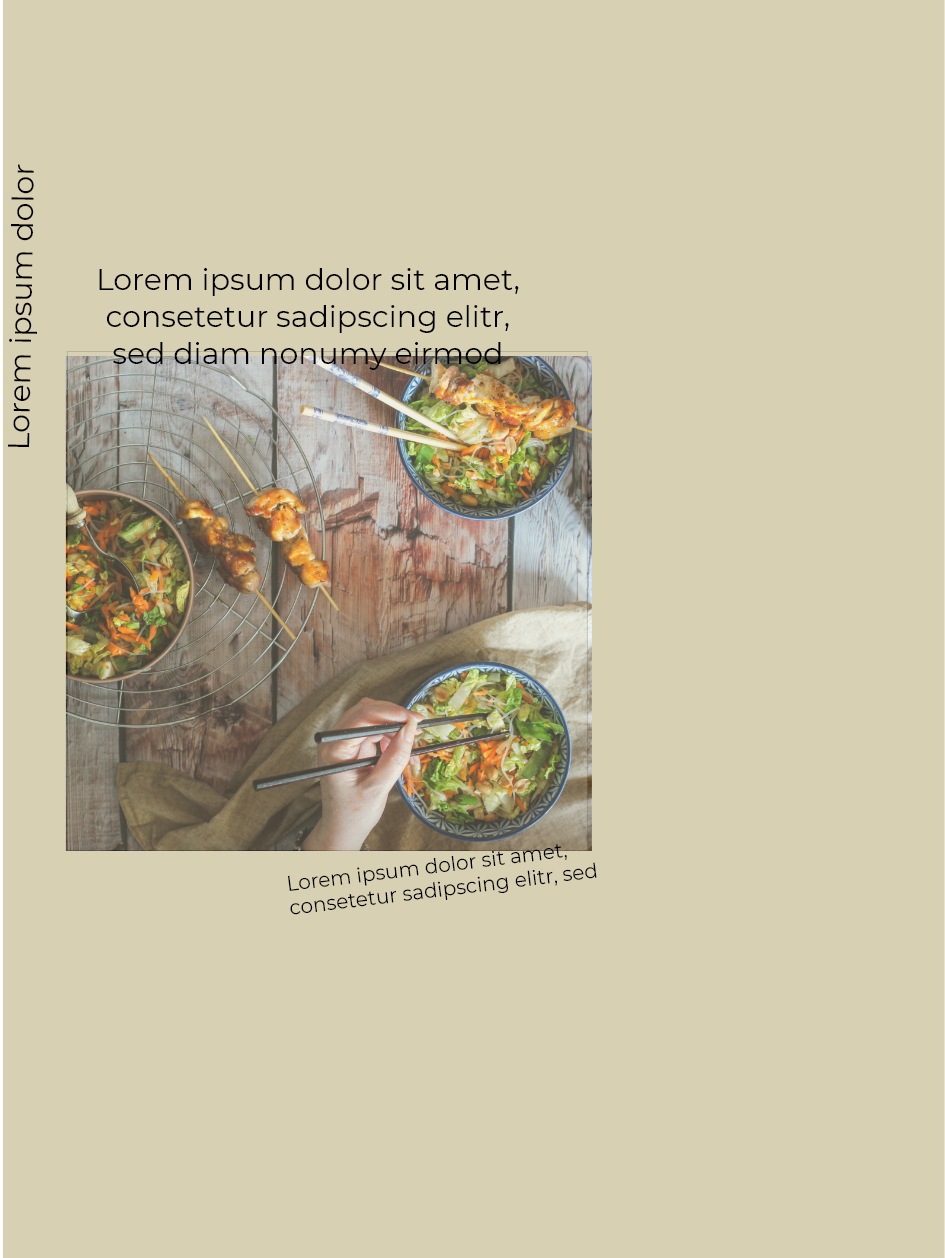 Lorem ipsum dolor
Lorem ipsum dolor sit amet,
consetetur sadipscing elitr,
sed diam nonumy eirmod
Lorem ipsum dolor sit amet,
consetetur sadipscing elitr, sed